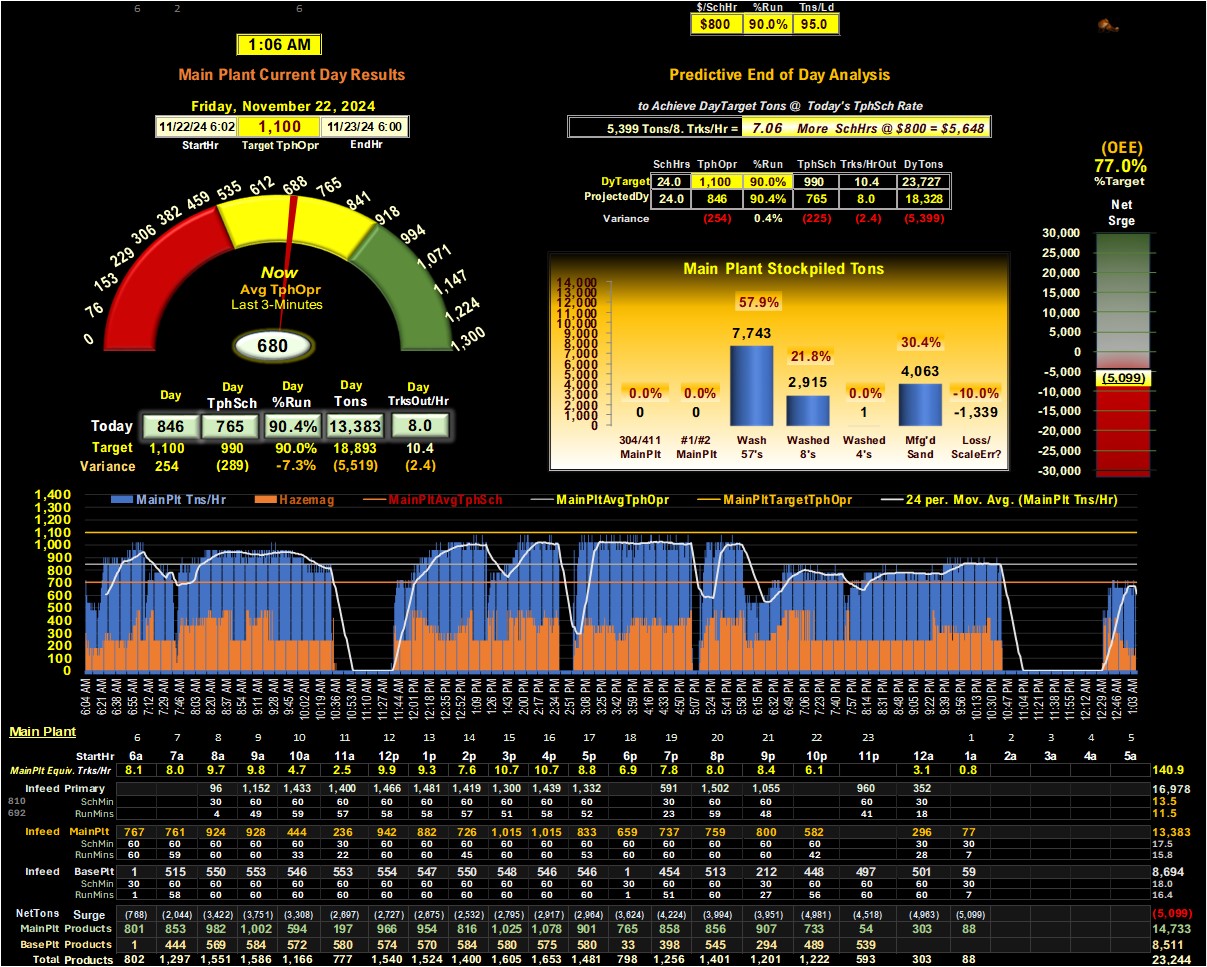 6 2 6
$/SchHr %Run Tns/Ld
$800 90.0% 95.0
1:06 AM
Main Plant Current Day Results
Friday, November 22, 2024
11/22/24 6:02 1,100 11/23/24 6:00
StartHr Target TphOpr EndHr
Predictive End of Day Analysis
to Achieve DayTarget Tons @ Today's TphSch Rate
5,399 Tons/8. Trks/Hr = 7.06 More SchHrs @ $800 = $5,648
SchHrs TphOpr %Run TphSch Trks/HrOut DyTons
DyTarget 24.0 1,100 90.0% 990 10.4 23,727
ProjectedDy 24.0 846 90.4% 765 8.0 18,328
Variance (254) 0.4% (225) (2.4) (5,399)
(OEE)
77.0%
%Target
Net
Srge
30,000
25,000
20,000
15,000
10,000
5,000
0
-5,000
(5,099)
-10,000
-15,000
-20,000
-25,000
-30,000
0 76 153 229 306 382 459 535 612 688 765 841 918 994 1,071 1,147 1,224 1,300
Now
Avg TphOpr
Last 3-Minutes
680
Day Day Day Day Day
TphSch %Run Tons TrksOut/Hr
Today 846 765 90.4% 13,383 8.0
Target 1,100 990 90.0% 18,893 10.4
Variance 254 (289) -7.3% (5,519) (2.4)
Main Plant Stockpiled Tons
14,000
13,000
12,000
11,000
10,000
9,000
8,000
7,000
6,000
5,000
4,000
3,000
2,000
1,000
0
0.0% 0.0% 57.9% 21.8% 0.0% 30.4% -10.0%
0 0 7,743 2,915 1 4,063 -1,339
304/411 #1/#2 Wash Washed Washed Mfg'd Loss/
MainPlt MainPlt 57's 8's 4's Sand ScaleErr?
MainPlt Tns/Hr Hazemag MainPltAvgTphSch MainPltAvgTphOpr MainPltTargetTphOpr 24 per. Mov. Avg. (MainPlt Tns/Hr)
1,400
1,300
1,200
1,100
1,000
900
800
700
600
500
400
300
200
100
0
6:04 AM 6:21 AM 6:38 AM 6:55 AM 7:12 AM 7:29 AM 7:46 AM 8:03 AM 8:20 AM 8:37 AM 8:54 AM 9:11 AM 9:28 AM 9:45 AM 10:02 AM 10:19 AM 10:36 AM 10:53 AM 11:10 AM 11:27 AM 11:44 AM 12:01 PM 12:18 PM 12:35 PM 12:52 PM 1:09 PM 1:26 PM 1:43 PM 2:00 PM 2:17 PM 2:34 PM 2:51 PM 3:08 PM 3:25 PM 3:42 PM 3:59 PM 4:16 PM 4:33 PM 4:50 PM 5:07 PM 5:24 PM 5:41 PM 5:58 PM 6:15 PM 6:32 PM 6:49 PM 7:06 PM 7:23 PM 7:40 PM 7:57 PM 8:14 PM 8:31 PM 8:48 PM 9:05 PM 9:22 PM 9:39 PM 9:56 PM 10:13 PM 10:30 PM 10:47 PM 11:04 PM 11:21 PM 11:38 PM 11:55 PM 12:12 AM 12:29 AM 12:46 AM 1:03 AM
Main Plant
6 7 8 9 10 11 12 13 14 15 16 17 18 19 20 21 22 23 1 2 3 4 5
StartHr 6a 7a 8a 9a 10a 11a 12p 1p 2p 3p 4p 5p 6p 7p 8p 9p 10p 11p 12a 1a 2a 3a 4a 5a
MainPlt Equiv. Trks/Hr 8.1 8.0 9.7 9.8 4.7 2.5 9.9 9.3 7.6 10.7 10.7 8.8 6.9 7.8 8.0 8.4 6.1 3.1 0.8 140.9
Infeed Primary 96 1,152 1,433 1,400 1,466 1,481 1,419 1,300 1,439 1,332 591 1,502 1,055 960 352 16,978
810 SchMin 30 60 60 60 60 60 60 60 60 60 30 60 60 60 30 13.5
692 RunMins 4 49 59 57 58 58 57 51 58 52 23 59 48 41 18 11.5
Infeed MainPlt 767 761 924 928 444 236 942 882 726 1,015 1,015 833 659 737 759 800 582 296 77 13,383
SchMin 60 60 60 60 60 30 60 60 60 60 60 60 60 60 60 60 60 30 30 17.5
RunMins 60 59 60 60 33 22 60 60 45 60 60 53 60 60 60 60 42 28 7 15.8
Infeed BasePlt 1 515 550 553 546 553 554 547 550 548 546 546 1 454 513 212 448 497 501 59 8,694
SchMin 30 60 60 60 60 60 60 60 60 60 60 60 30 60 60 30 60 60 60 60 18.0
RunMins 1 58 60 60 60 60 60 60 60 60 60 60 1 51 60 27 56 60 60 7 16.4
NetTons Surge (768) (2,044) (3,422) (3,751) (3,308) (2,697) (2,727) (2,675) (2,532) (2,795) (2,917) (2,964) (3,624) (4,224) (3,994) (3,951) (4,981) (4,518) (4,963) (5,099) (5,099)
MainPlt Products 801 853 982 1,002 594 197 966 954 816 1,025 1,078 901 765 858 856 907 733 54 303 88 14,733
BasePlt Products 1 444 569 584 572 580 574 570 584 580 575 580 33 398 545 294 489 539 8,511
Total Products 802 1,297 1,551 1,586 1,166 777 1,540 1,524 1,400 1,605 1,653 1,481 798 1,256 1,401 1,201 1,222 593 303 88 23,244